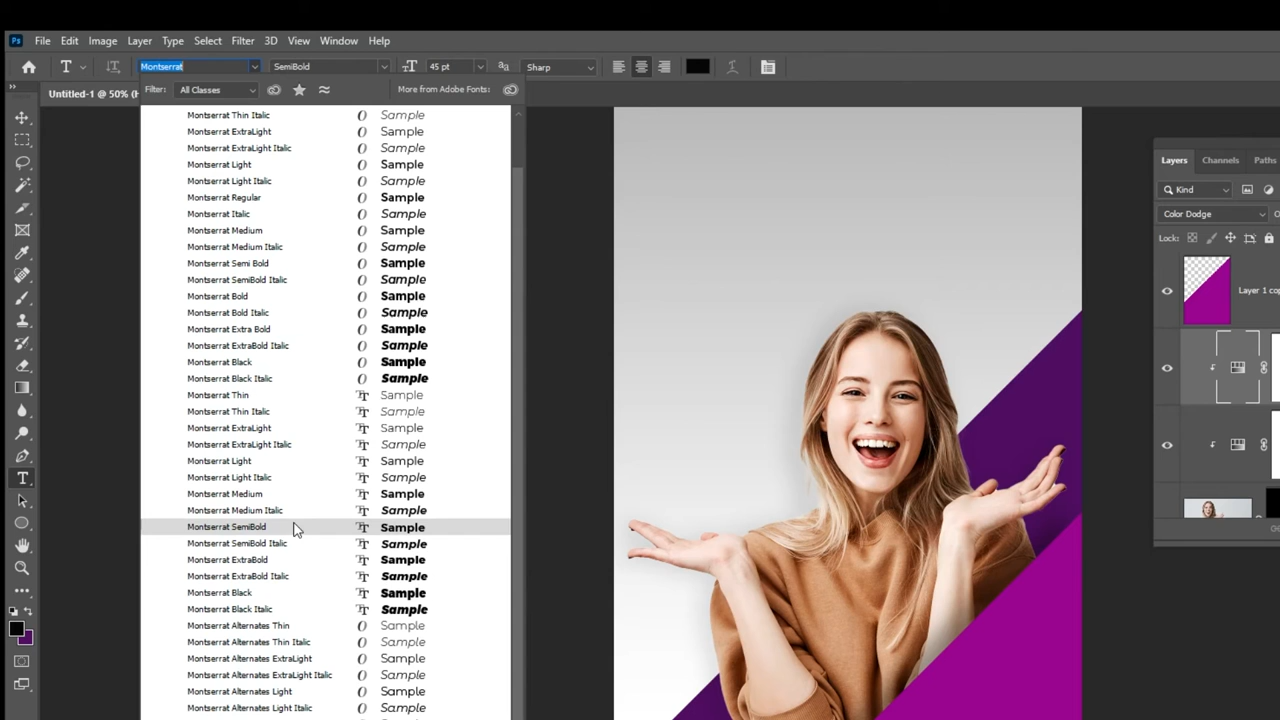 Ps File Edit Image Layer Type Select Filter 3D View Window Help
T Montserrat SemiBold 45 pt aa Sharp
Filter: All Classes More from Adobe Fonts:
Untitled-1 @ 50% (
Montserrat Thin Italic Sample
Montserrat ExtraLight Sample
Montserrat ExtraLight Italic Sample
Montserrat Light Sample
Montserrat Light Italic Sample
Montserrat Regular Sample
Montserrat Italic Sample
Montserrat Medium Sample
Montserrat Medium Italic Sample
Montserrat Semi Bold Sample
Montserrat SemiBold Italic Sample
Montserrat Bold Sample
Montserrat Bold Italic Sample
Montserrat Extra Bold Sample
Montserrat ExtraBold Italic Sample
Montserrat Black Sample
Montserrat Black Italic Sample
Montserrat Thin Sample
Montserrat Thin Italic Sample
Montserrat ExtraLight Sample
Montserrat ExtraLight Italic Sample
Montserrat Light Sample
Montserrat Light Italic Sample
Montserrat Medium Sample
Montserrat Medium Italic Sample
Montserrat SemiBold Sample
Montserrat SemiBold Italic Sample
Montserrat ExtraBold Sample
Montserrat ExtraBold Italic Sample
Montserrat Black Sample
Montserrat Black Italic Sample
Montserrat Alternates Thin Sample
Montserrat Alternates Thin Italic Sample
Montserrat Alternates ExtraLight Sample
Montserrat Alternates ExtraLight Italic Sample
Montserrat Alternates Light Sample
Montserrat Alternates Light Italic Sample
Layers Channels Paths
Kind
Color Dodge
Lock:
Layer 1 cop